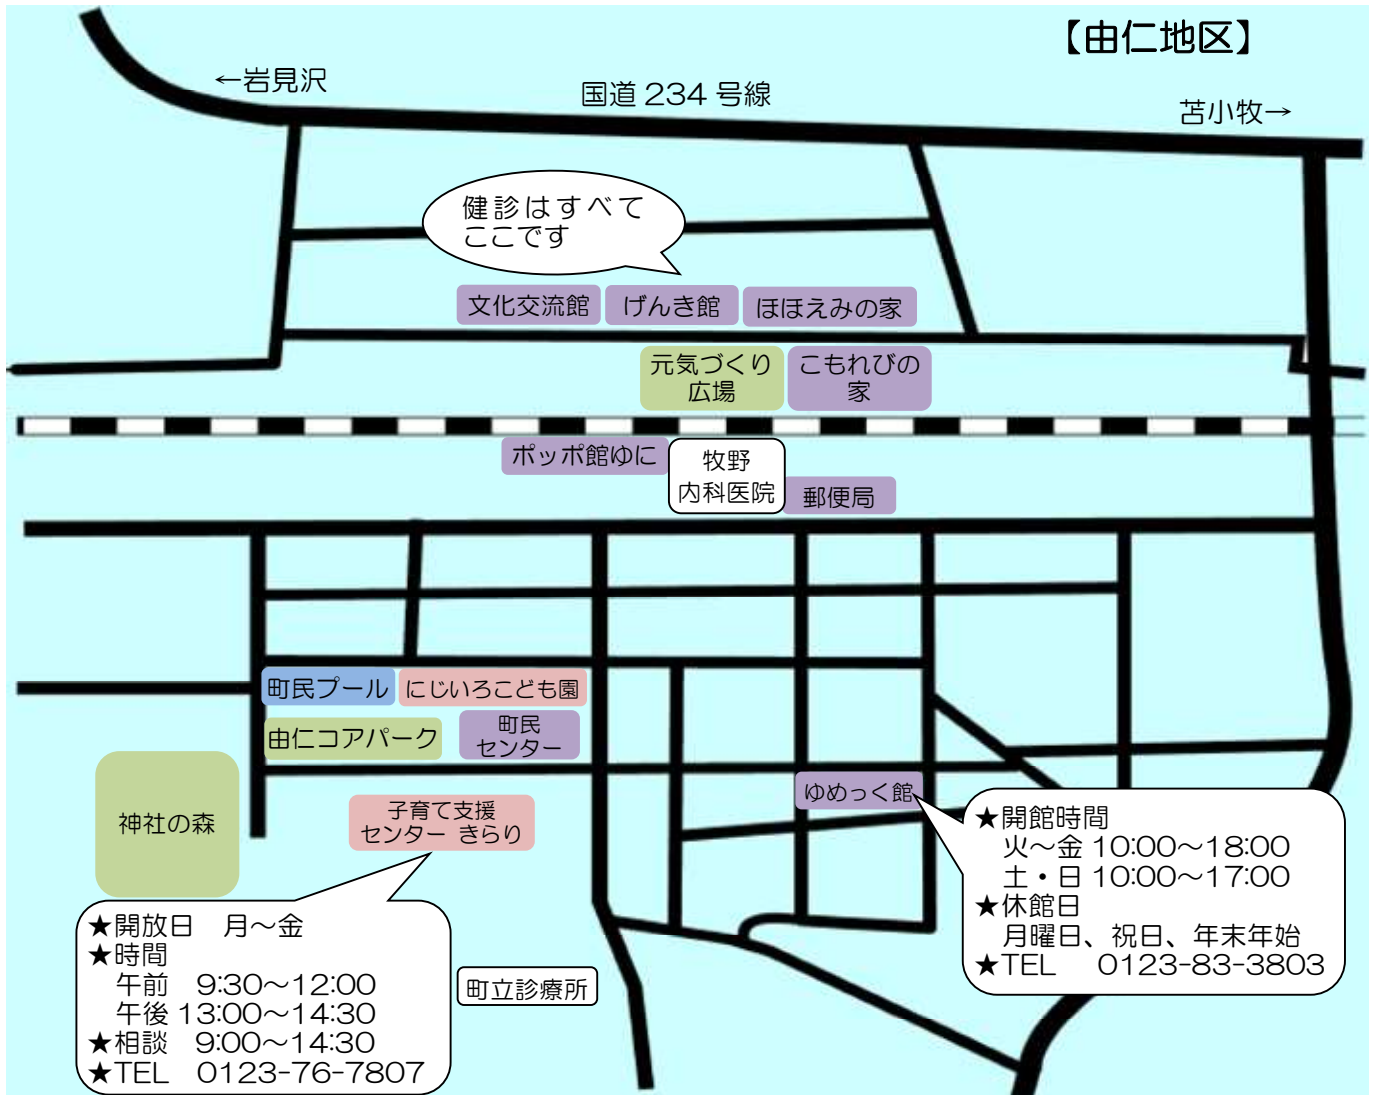 【由仁地区】
←岩見沢
国道 234 号線
苫小牧→
健診はすべて
ここです
文化交流館
げんき館
ほほえみの家
元気づくり
広場
こもれびの
家
ポッポ館ゆに
牧野
内科医院
郵便局
町民プール
にじいろこども園
由仁コアパーク
町民
センター
神社の森
子育て支援
センター きらり
ゆめっく館
★開館時間
火～金 10:00～18:00
土・日 10:00～17:00
★休館日
月曜日、祝日、年末年始
★TEL 0123-83-3803
★開放日 月～金
★時間
午前 9:30～12:00
午後 13:00～14:30
★相談 9:00～14:30
★TEL 0123-76-7807
町立診療所